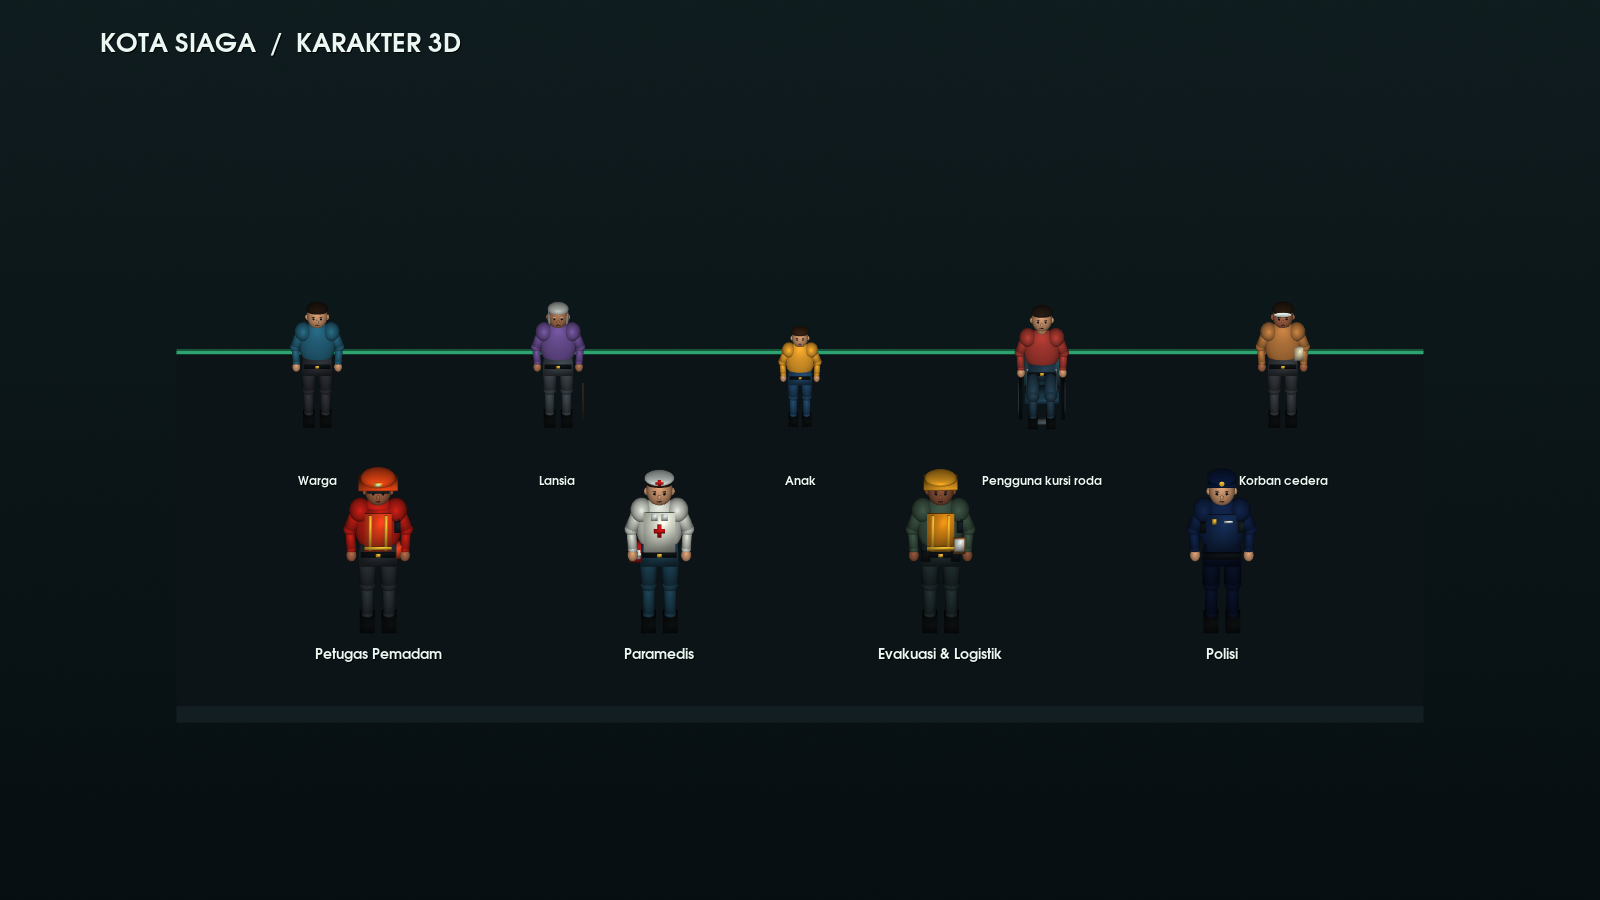 KOTA SIAGA / KARAKTER 3D
Warga
Lansia
Anak
Pengguna kursi roda
Korban cedera
Petugas Pemadam
Paramedis
Evakuasi & Logistik
Polisi